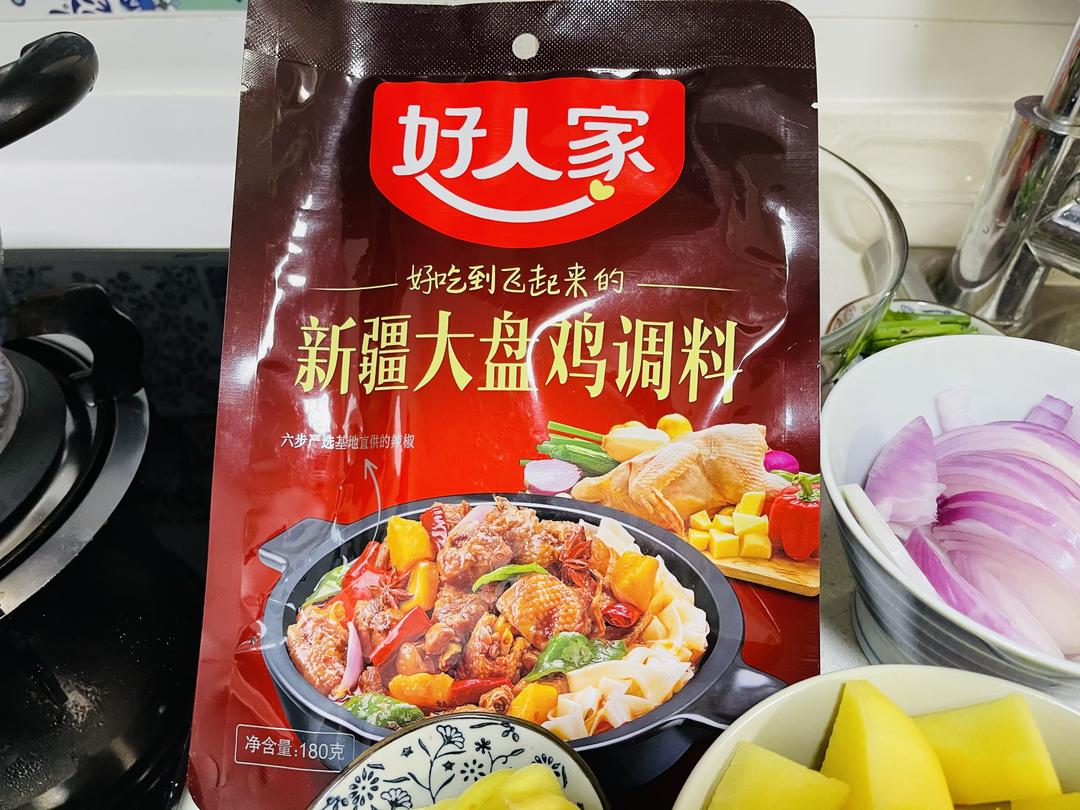 好人家
好吃到飞起来的
新疆大盘鸡调料
六步严选基地直供的辣椒
净含量:180克